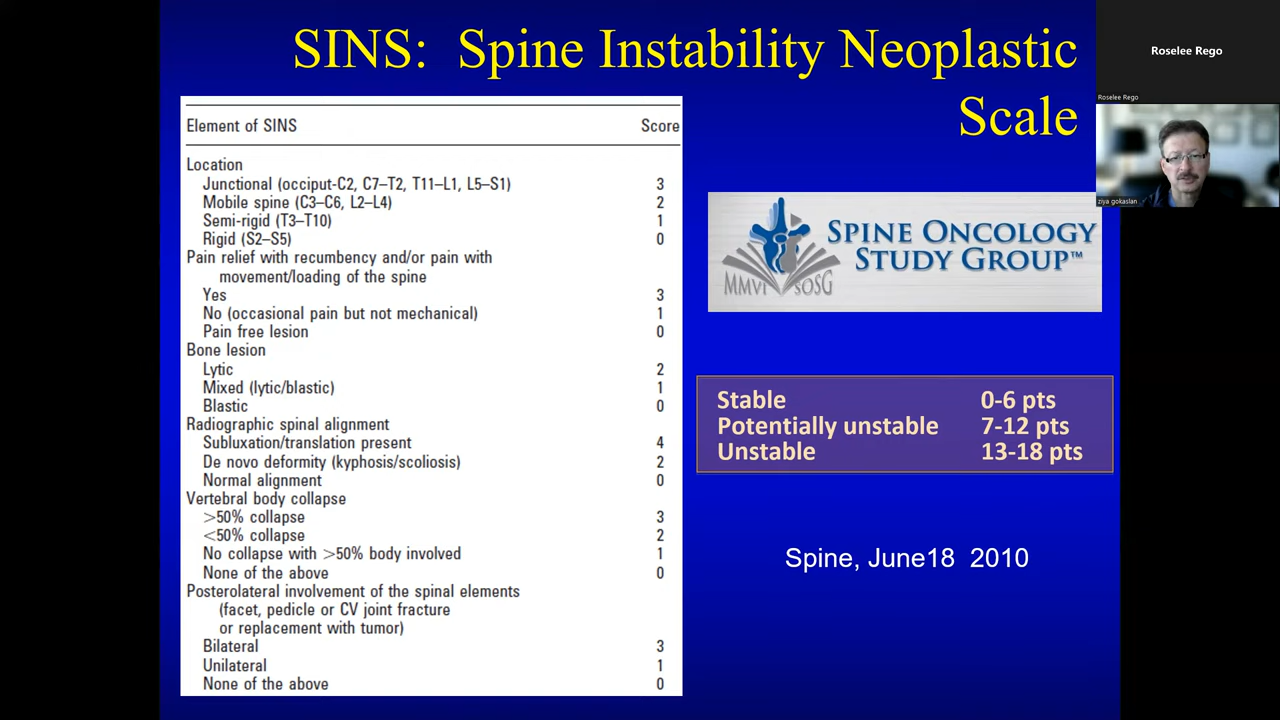 SINS: Spine Instability Neoplastic
Scale
Element of SINS Score
Location
Junctional (occiput-C2, C7–T2, T11–L1, L5–S1) 3
Mobile spine (C3–C6, L2–L4) 2
Semi-rigid (T3–T10) 1
Rigid (S2–S5) 0
Pain relief with recumbency and/or pain with
movement/loading of the spine
Yes 3
No (occasional pain but not mechanical) 1
Pain free lesion 0
Bone lesion
Lytic 2
Mixed (lytic/blastic) 1
Blastic 0
Radiographic spinal alignment
Subluxation/translation present 4
De novo deformity (kyphosis/scoliosis) 2
Normal alignment 0
Vertebral body collapse
>50% collapse 3
<50% collapse 2
No collapse with >50% body involved 1
None of the above 0
Posterolateral involvement of the spinal elements
(facet, pedicle or CV joint fracture
or replacement with tumor)
Bilateral 3
Unilateral 1
None of the above 0
SPINE ONCOLOGY
STUDY GROUP™
MMVI SOSG
Stable 0-6 pts
Potentially unstable 7-12 pts
Unstable 13-18 pts
Spine, June18 2010
Roselee Rego
Roselee Rego
ziya gokaslan